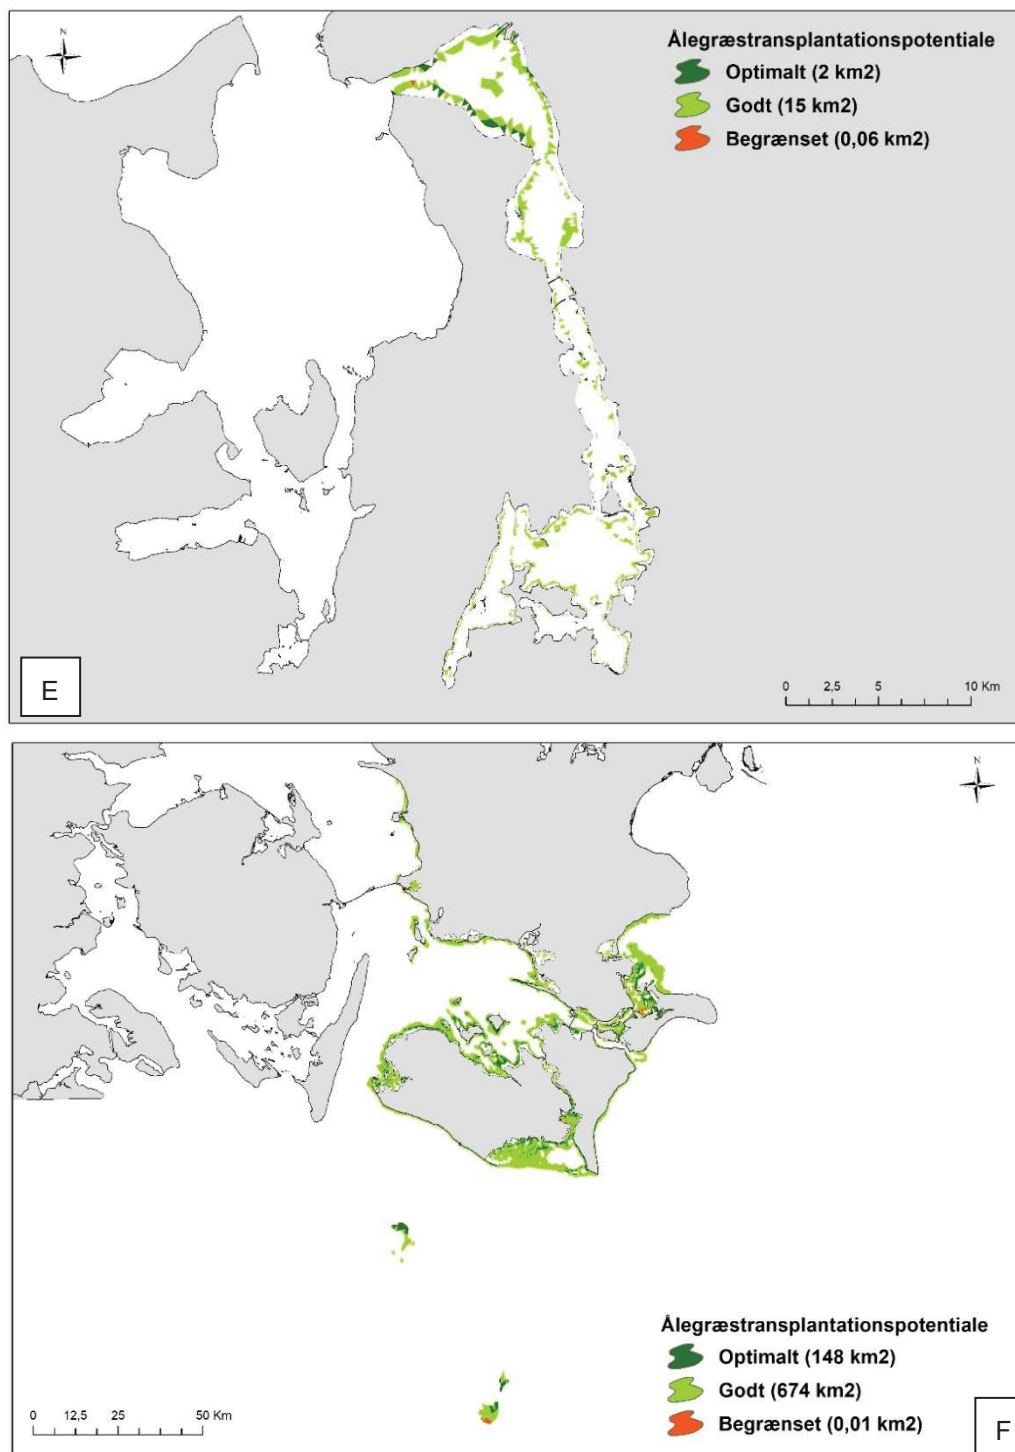 N
Ålegræstransplantationspotentiale
Optimalt (2 km2)
Godt (15 km2)
Begrænset (0,06 km2)
E
0 2,5 5 10 Km
N
Ålegræstransplantationspotentiale
Optimalt (148 km2)
Godt (674 km2)
Begrænset (0,01 km2)
0 12,5 25 50 Km
F